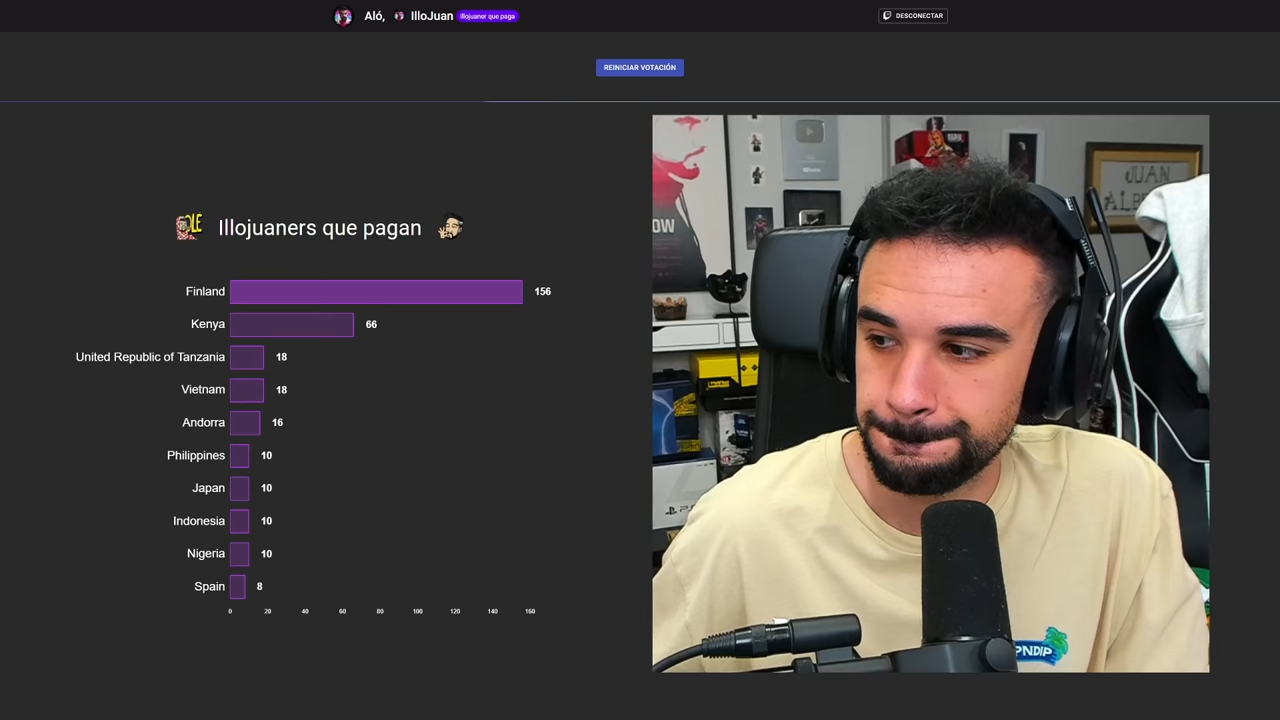 Aló, IlloJuan Illojuaner que paga
DESCONECTAR
REINICIAR VOTACIÓN
Illojuaners que pagan
Finland 156
Kenya 66
United Republic of Tanzania 18
Vietnam 18
Andorra 16
Philippines 10
Japan 10
Indonesia 10
Nigeria 10
Spain 8
0 20 40 60 80 100 120 140 160
OLE
OW
JUAN
PNDIP